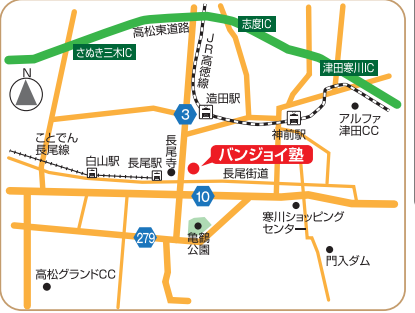 高松東道路
志度IC
さぬき三木IC
JR高徳線
津田寒川IC
N
造田駅
3
アルファ
津田CC
ことでん
長尾線
神前駅
長尾寺
バンジョイ塾
白山駅
長尾駅
長尾街道
10
寒川ショッピング
センター
279
亀鶴
公園
門入ダム
高松グランドCC